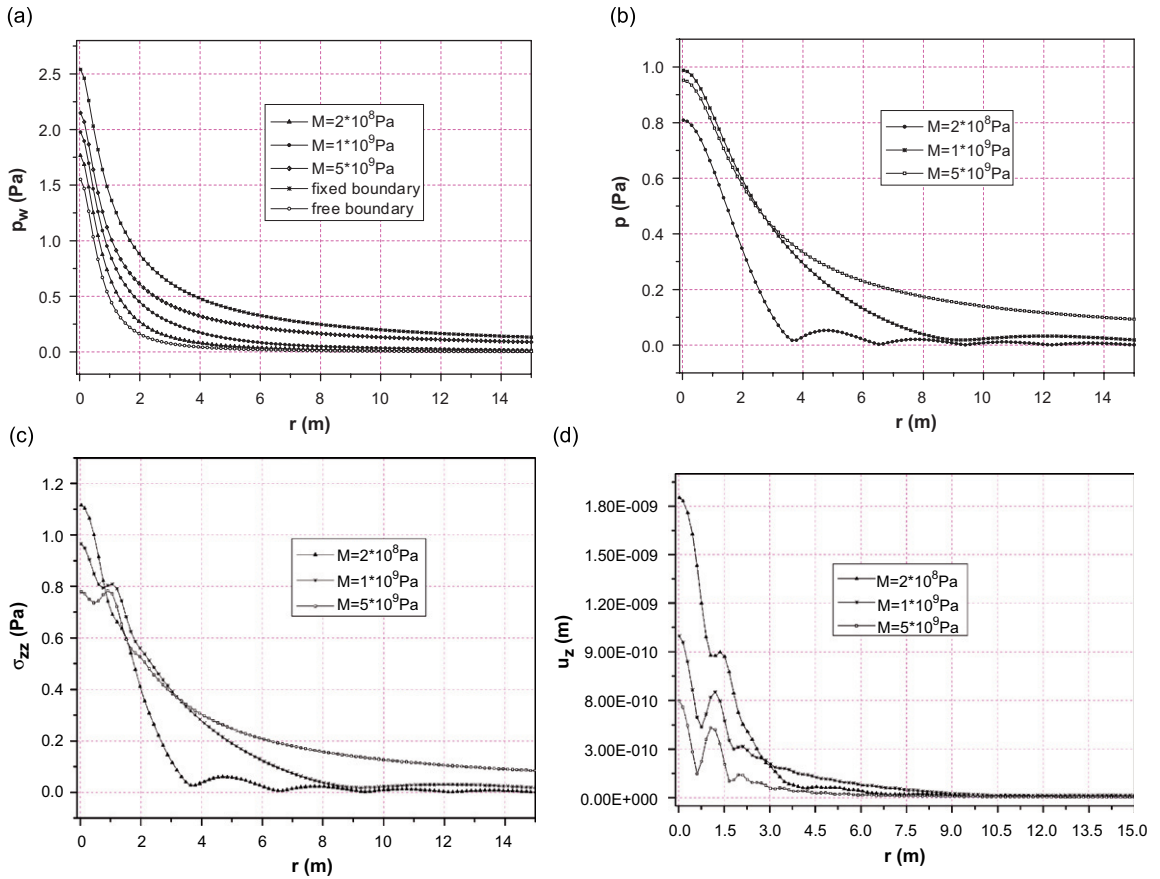 (a)
2.5
2.0
1.5
1.0
0.5
0.0
p_w (Pa)
M=2*10^8Pa
M=1*10^9Pa
M=5*10^9Pa
fixed boundary
free boundary
0 2 4 6 8 10 12 14
r (m)
(b)
1.0
0.8
0.6
0.4
0.2
0.0
p (Pa)
M=2*10^8Pa
M=1*10^9Pa
M=5*10^9Pa
0 2 4 6 8 10 12 14
r (m)
(c)
1.2
1.0
0.8
0.6
0.4
0.2
0.0
σ_zz (Pa)
M=2*10^8Pa
M=1*10^9Pa
M=5*10^9Pa
0 2 4 6 8 10 12 14
r (m)
(d)
1.80E-009
1.50E-009
1.20E-009
9.00E-010
8.00E-010
3.00E-010
0.00E+000
u_z (m)
M=2*10^8Pa
M=1*10^9Pa
M=5*10^9Pa
0.0 1.5 3.0 4.5 6.0 7.5 9.0 10.5 12.0 13.5 15.0
r (m)